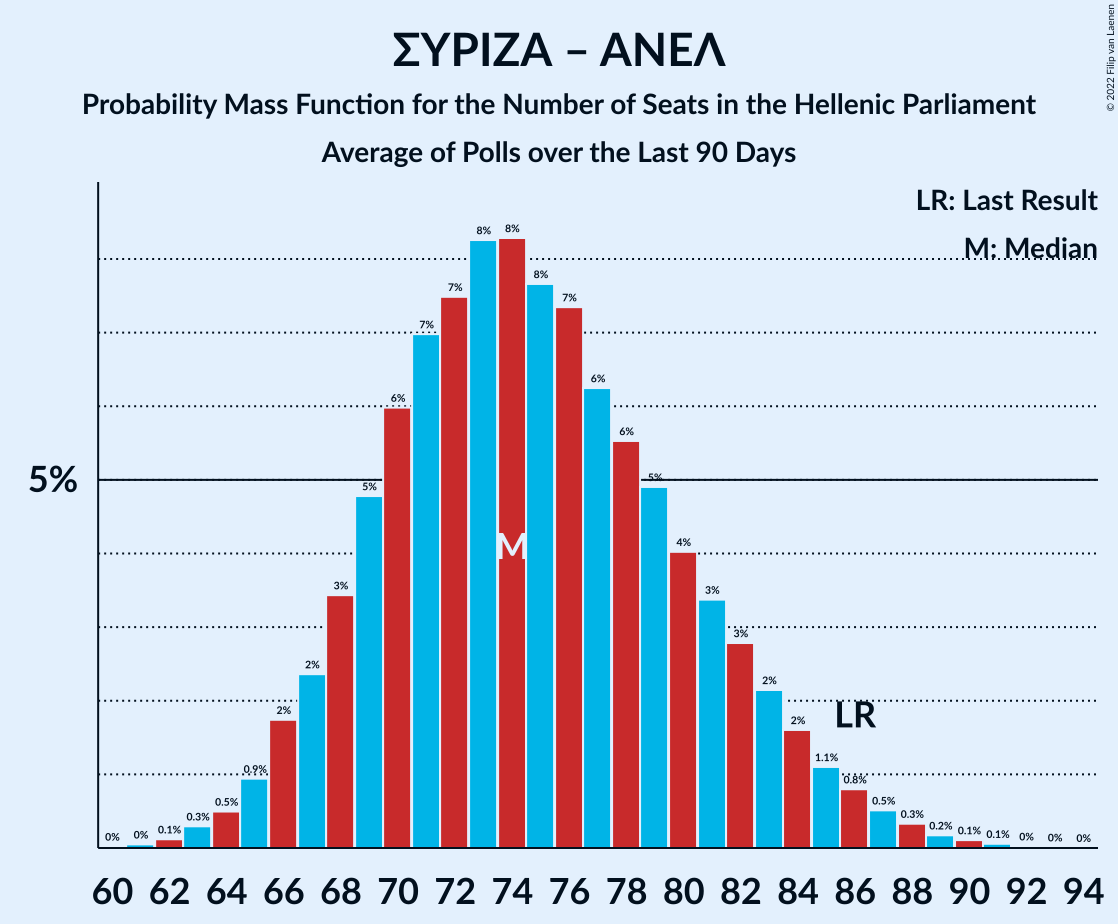 ΣΥΡΙΖΑ – ΑΝΕΛ
Probability Mass Function for the Number of Seats in the Hellenic Parliament
Average of Polls over the Last 90 Days
© 2022 Filip van Laenen
LR: Last Result
M: Median
5%
0% 0% 0.1% 0.3% 0.5% 0.9% 2% 2% 3% 5% 6% 7% 7% 8% 8% 8% 7% 6% 6% 5% 4% 3% 3% 2% 2% 1.1% 0.8% 0.5% 0.3% 0.2% 0.1% 0.1% 0% 0% 0%
M
LR
60 62 64 66 68 70 72 74 76 78 80 82 84 86 88 90 92 94